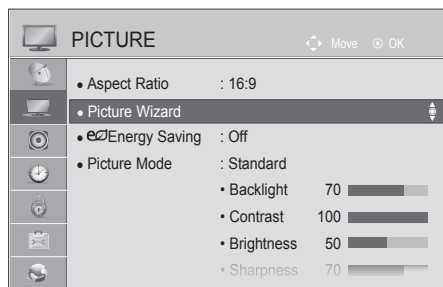 PICTURE
Move ⊙ OK
• Aspect Ratio : 16:9
• Picture Wizard
• Energy Saving : Off
• Picture Mode : Standard
• Backlight 70
• Contrast 100
• Brightness 50
• Sharpness 70